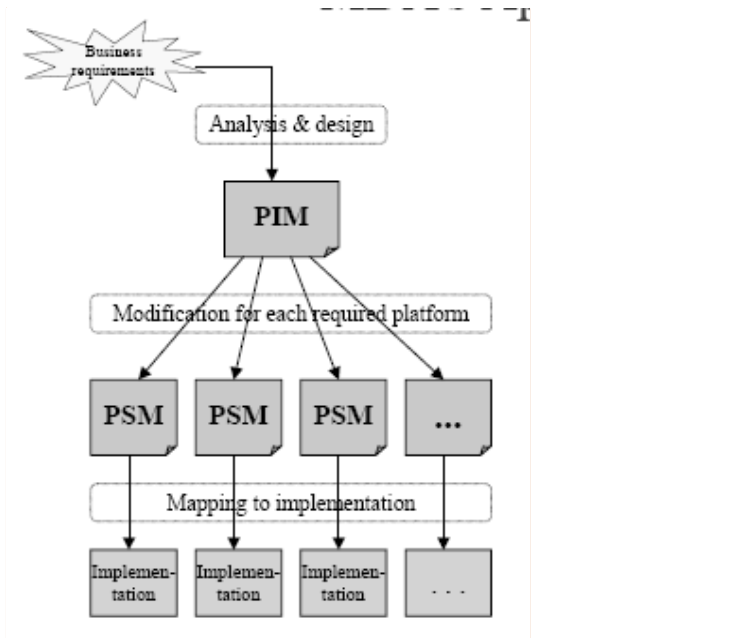 Business
requirements
Analysis & design
PIM
Modification for each required platform
PSM PSM PSM ...
Mapping to implementation
Implemen- Implemen- Implemen- . . .
tation tation tation